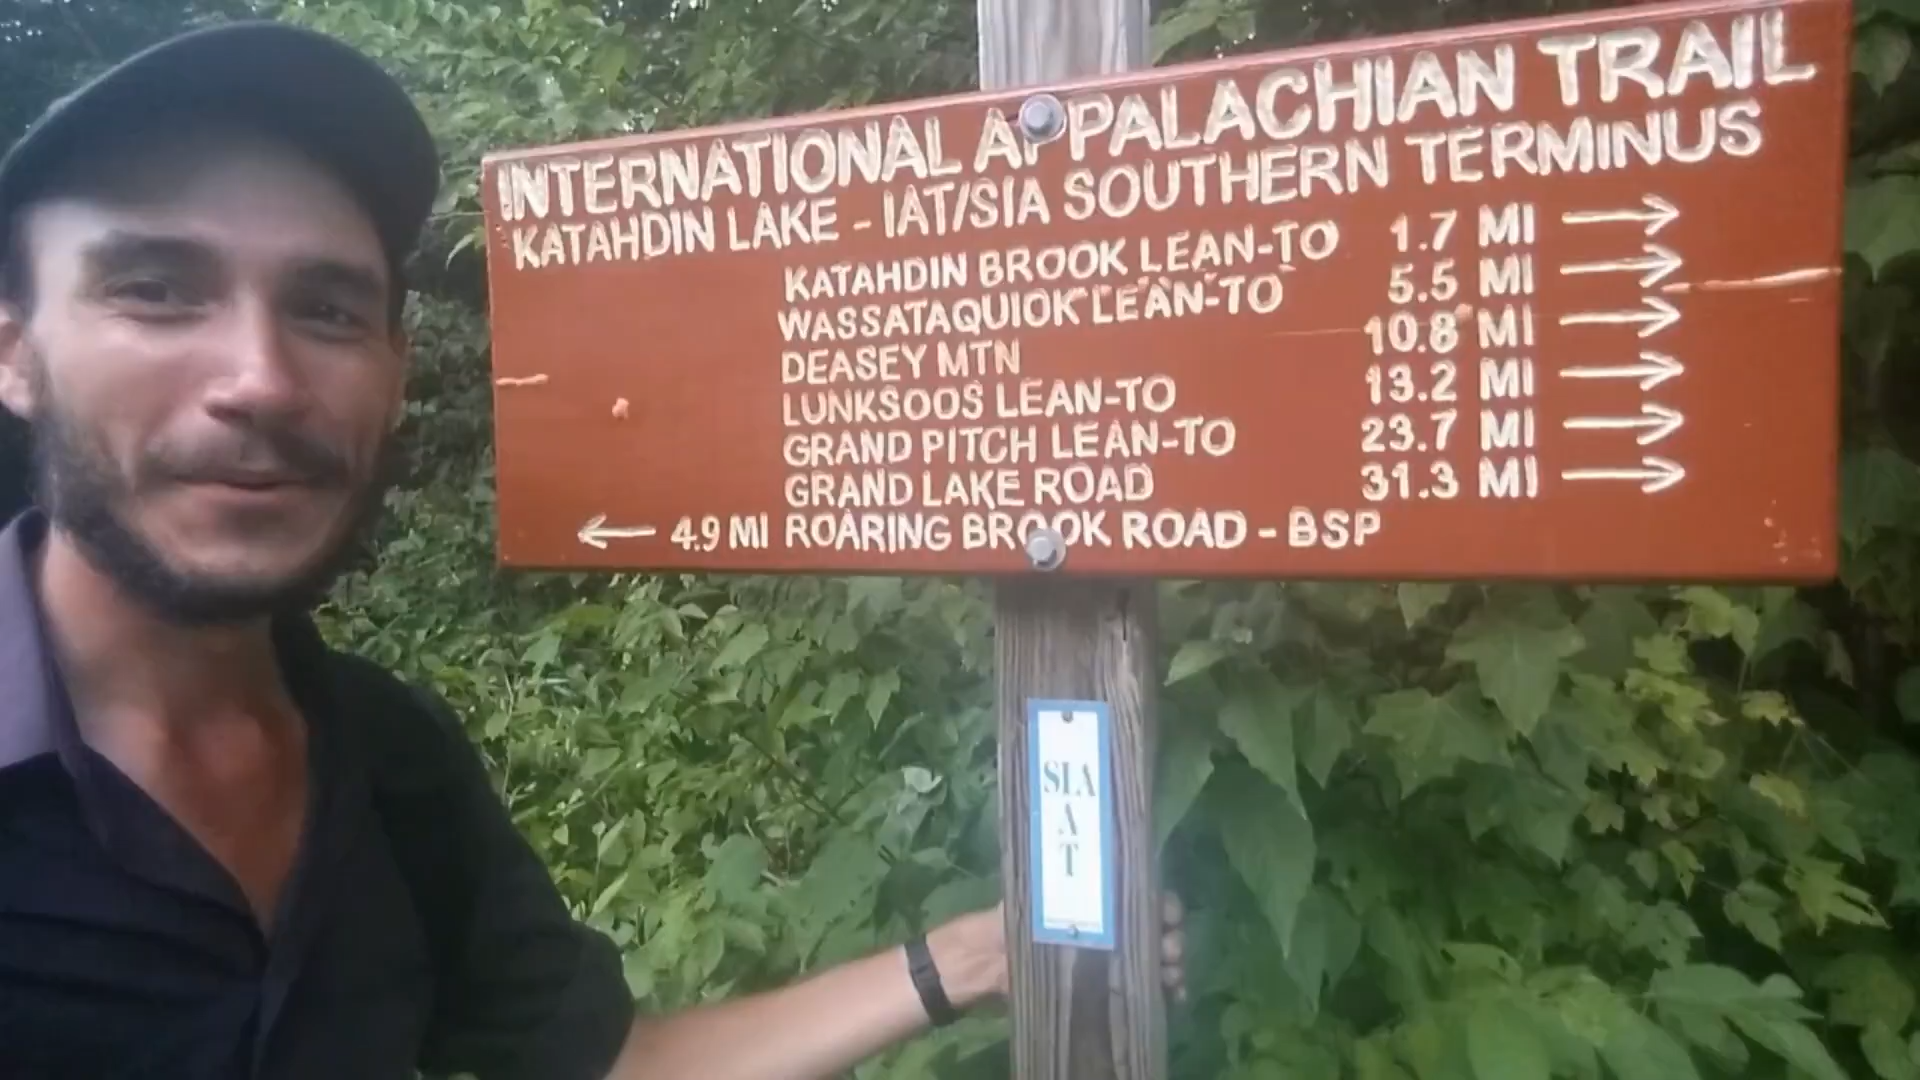 INTERNATIONAL APPALACHIAN TRAIL
KATAHDIN LAKE - IAT/SIA SOUTHERN TERMINUS
KATAHDIN BROOK LEAN-TO 1.7 MI →
WASSATAQUIOK LEAN-TO 5.5 MI →
DEASEY MTN 10.8 MI →
LUNKSOOS LEAN-TO 13.2 MI →
GRAND PITCH LEAN-TO 23.7 MI →
GRAND LAKE ROAD 31.3 MI →
← 4.9 MI ROARING BROOK ROAD - BSP
SIA
A
T